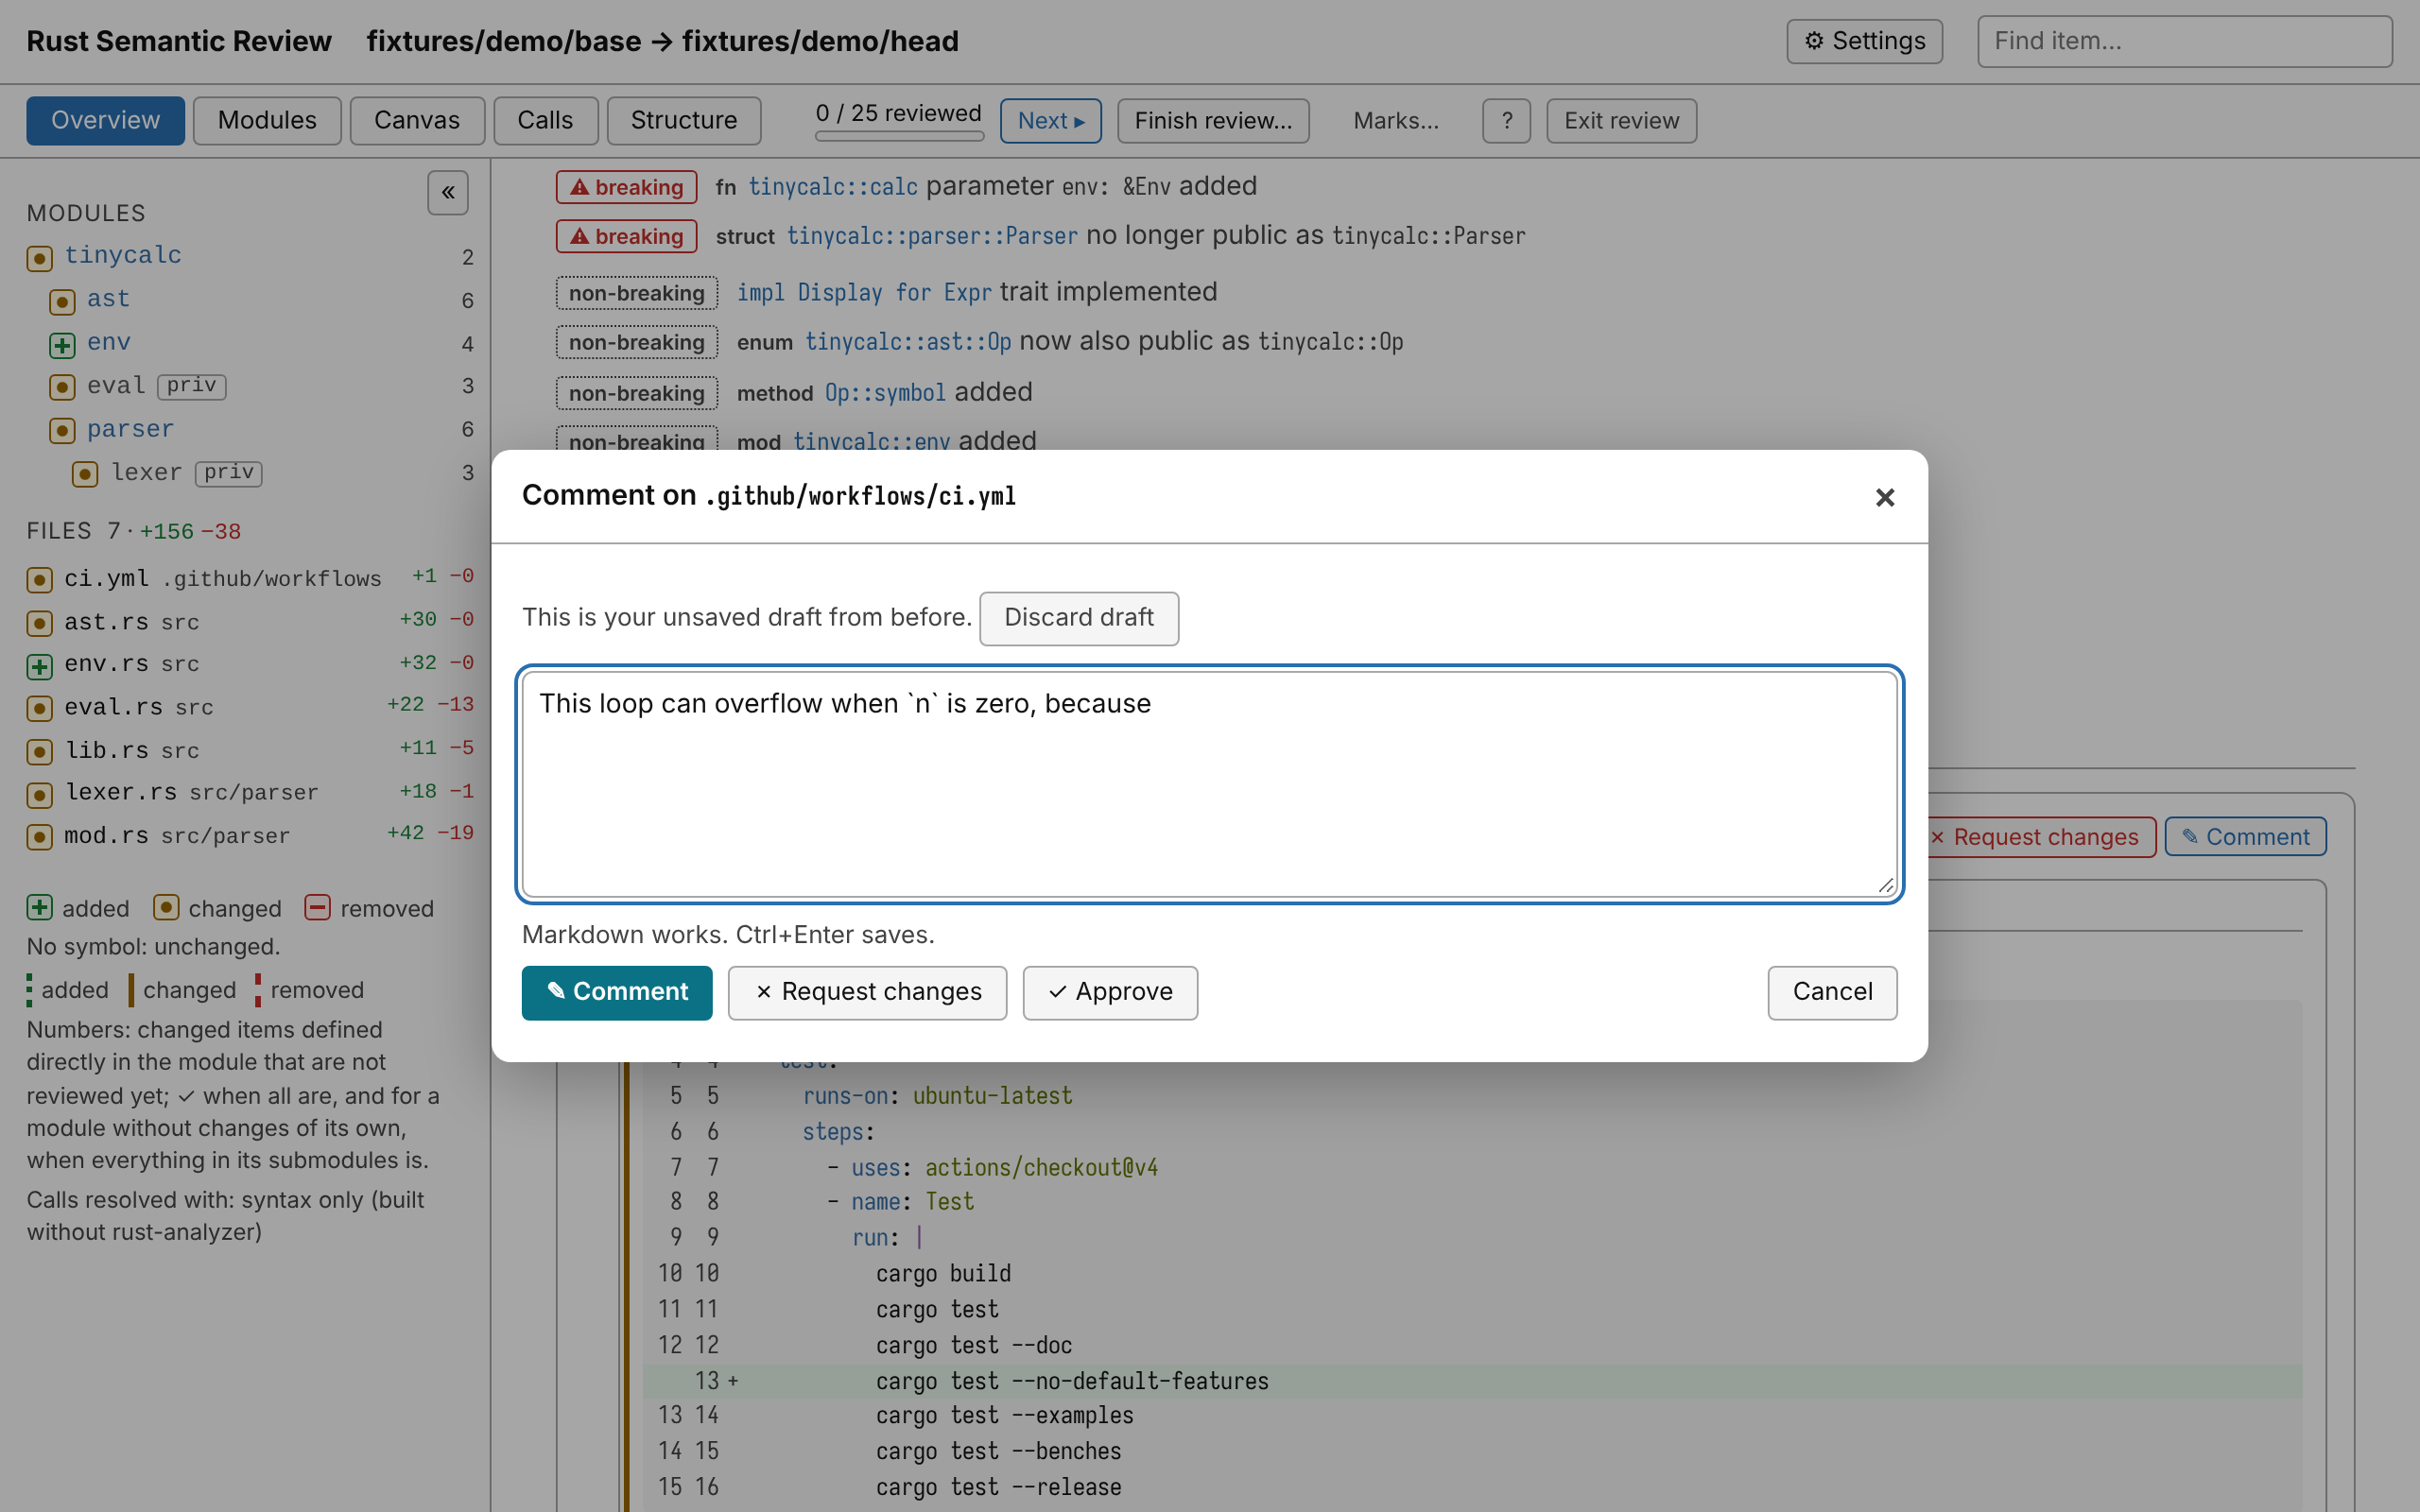 Rust Semantic Review fixtures/demo/base → fixtures/demo/head ⚙ Settings Find item...
Overview Modules Canvas Calls Structure 0 / 25 reviewed Next ▸ Finish review... Marks... ? Exit review
«
MODULES
tinycalc 2
ast 6
env 4
eval priv 3
parser 6
lexer priv 3
FILES 7 · +156 −38
ci.yml .github/workflows +1 −0
ast.rs src +30 −0
env.rs src +32 −0
eval.rs src +22 −13
lib.rs src +11 −5
lexer.rs src/parser +18 −1
mod.rs src/parser +42 −19
added changed removed
No symbol: unchanged.
added changed removed
Numbers: changed items defined
directly in the module that are not
reviewed yet; ✓ when all are, and for a
module without changes of its own,
when everything in its submodules is.
Calls resolved with: syntax only (built
without rust-analyzer)
⚠ breaking fn tinycalc::calc parameter env: &Env added
⚠ breaking struct tinycalc::parser::Parser no longer public as tinycalc::Parser
non-breaking impl Display for Expr trait implemented
non-breaking enum tinycalc::ast::Op now also public as tinycalc::Op
non-breaking method Op::symbol added
non-breaking mod tinycalc::env added
Comment on .github/workflows/ci.yml ×
This is your unsaved draft from before. Discard draft
This loop can overflow when `n` is zero, because
Markdown works. Ctrl+Enter saves.
✎ Comment × Request changes ✓ Approve Cancel
× Request changes ✎ Comment
4 4 test:
5 5 runs-on: ubuntu-latest
6 6 steps:
7 7 - uses: actions/checkout@v4
8 8 - name: Test
9 9 run: |
10 10 cargo build
11 11 cargo test
12 12 cargo test --doc
13 + cargo test --no-default-features
13 14 cargo test --examples
14 15 cargo test --benches
15 16 cargo test --release